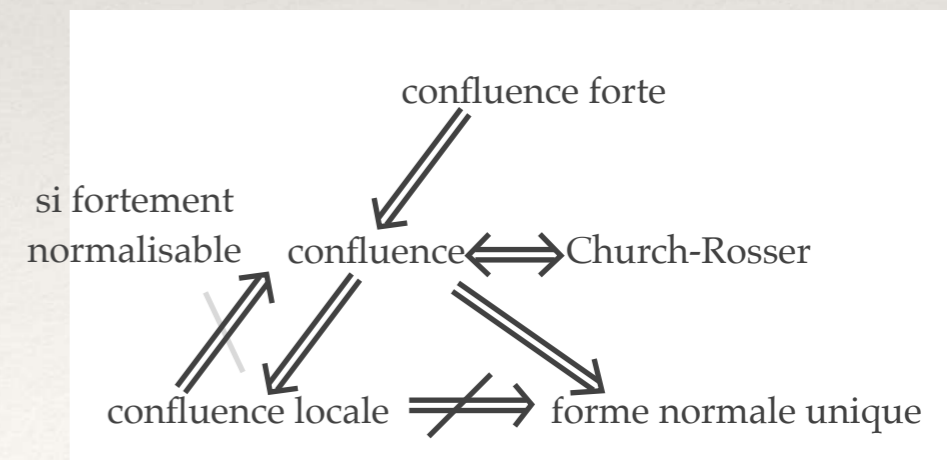 confluence forte
si fortement
normalisable
confluence
Church-Rosser
confluence locale
forme normale unique